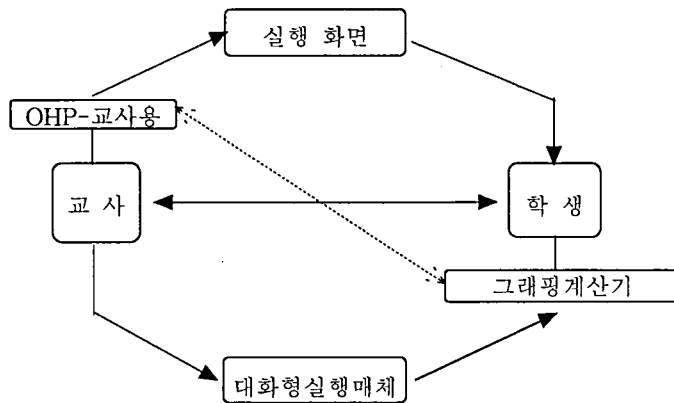 실행 화면
OHP-교사용
교 사
학 생
그래핑계산기
대화형실행매체